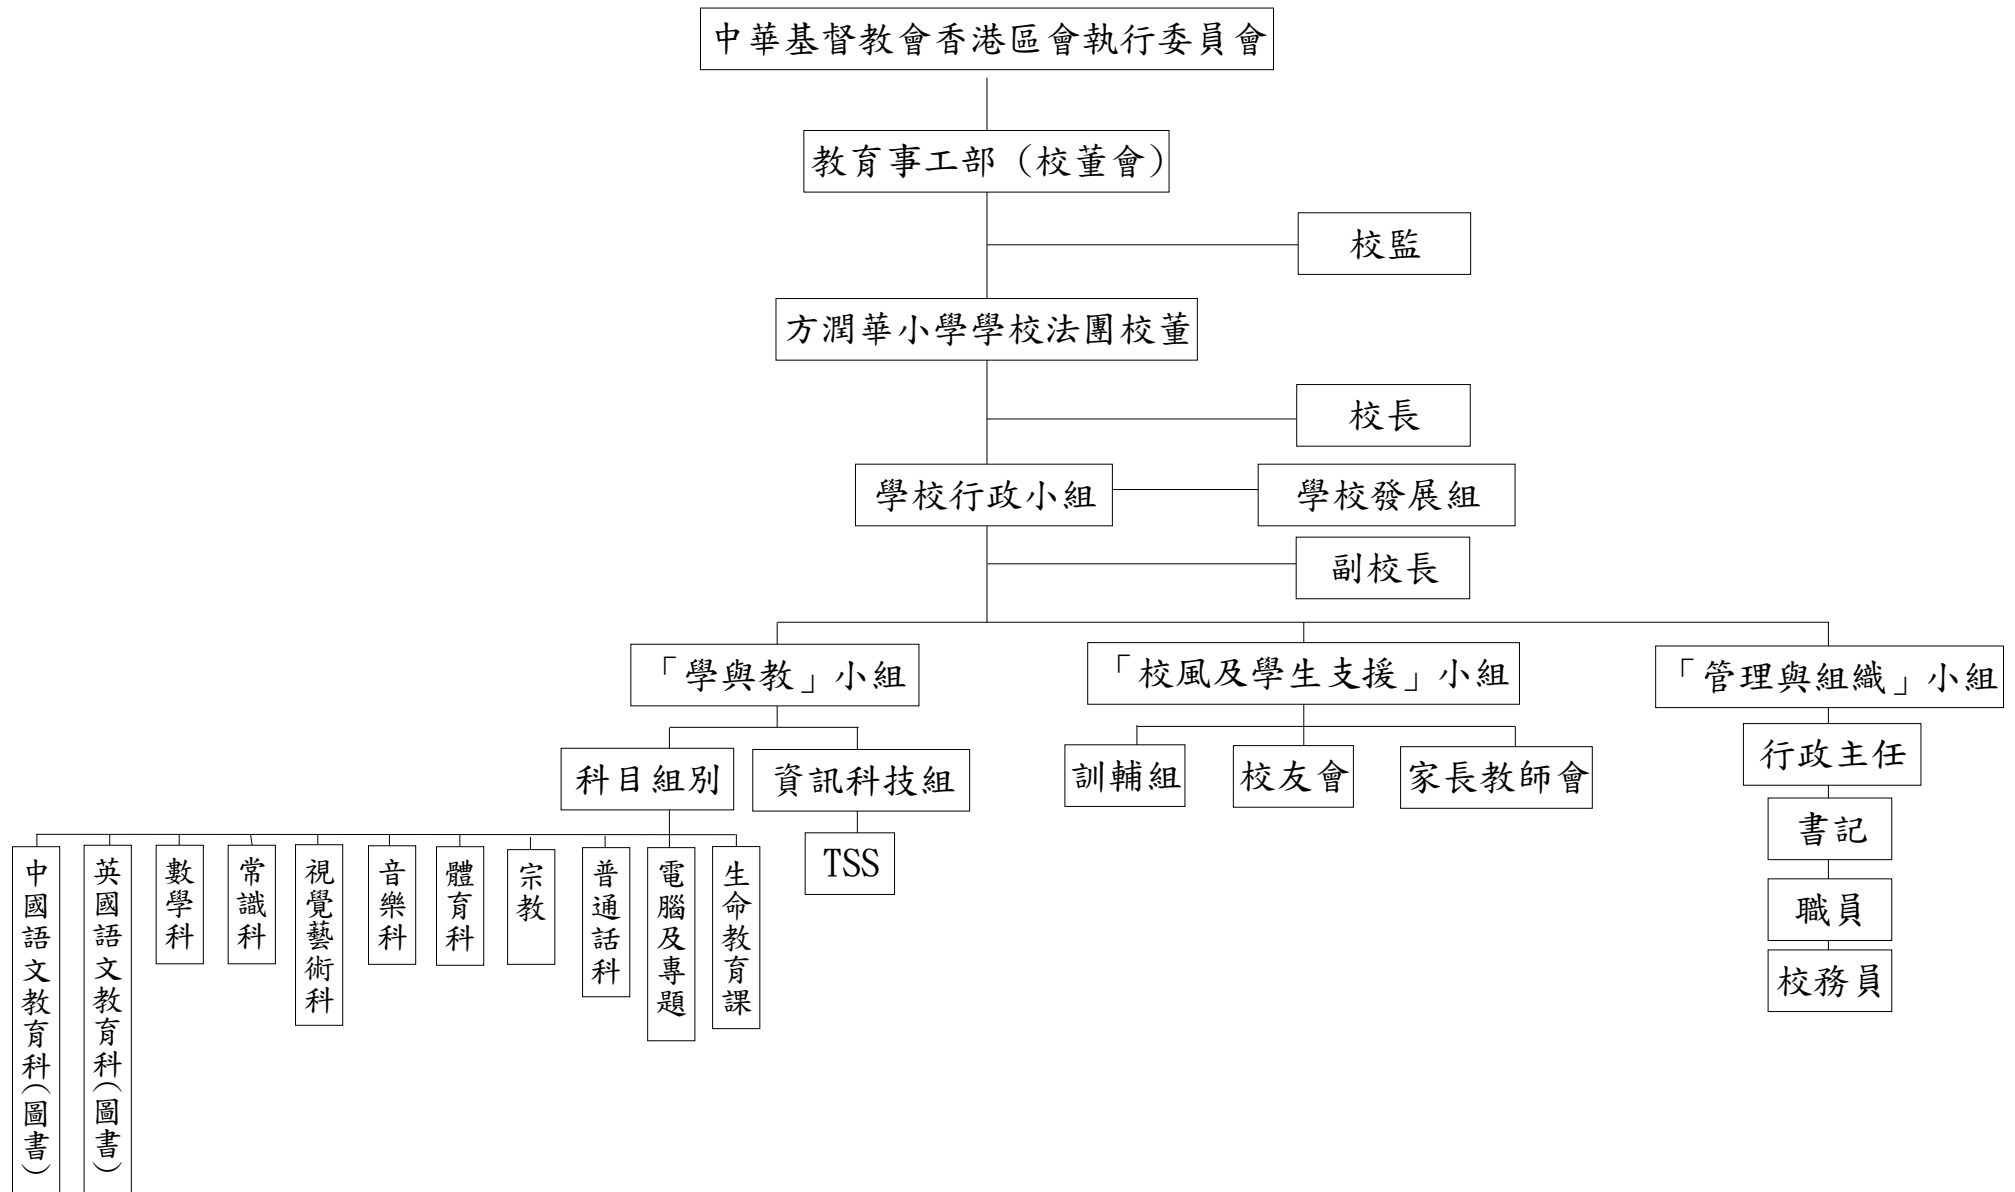 中華基督教會香港區會執行委員會
教育事工部（校董會）
校監
方潤華小學學校法團校董
校長
學校行政小組
學校發展組
副校長
「學與教」小組
「校風及學生支援」小組
「管理與組織」小組
科目組別
資訊科技組
訓輔組
校友會
家長教師會
行政主任
書記
職員
校務員
TSS
中國語文教育科(圖書)
英國語文教育科(圖書)
數學科
常識科
視覺藝術科
音樂科
體育科
宗教
普通話科
電腦及專題
生命教育課